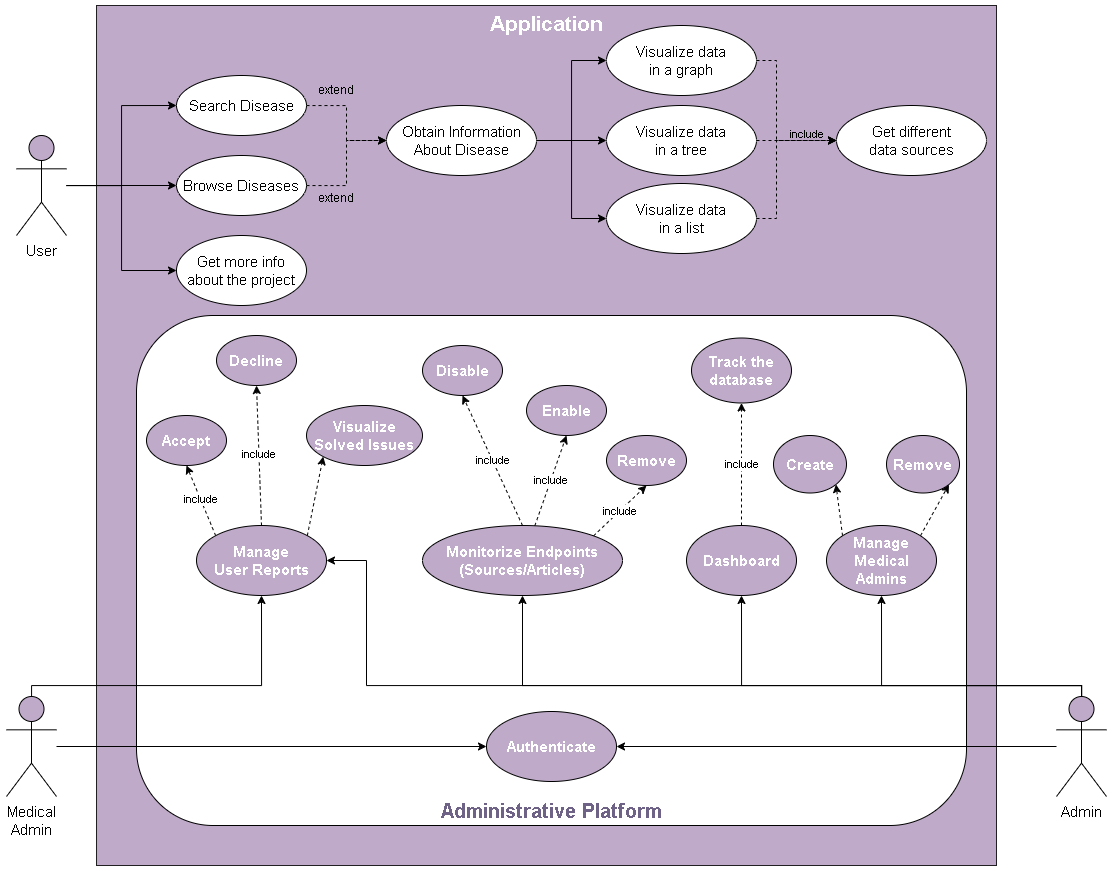 Application
Visualize data
in a graph
extend
Search Disease
Obtain Information
About Disease
Visualize data
in a tree
include
Get different
data sources
Browse Diseases
extend
Visualize data
in a list
User
Get more info
about the project
Decline
Disable
Track the
database
Accept
Visualize
Solved Issues
Enable
include
include
include
Remove
Create
Remove
include
include
include
Manage
User Reports
Monitorize Endpoints
(Sources/Articles)
Dashboard
Manage
Medical
Admins
Authenticate
Medical
Admin
Administrative Platform
Admin